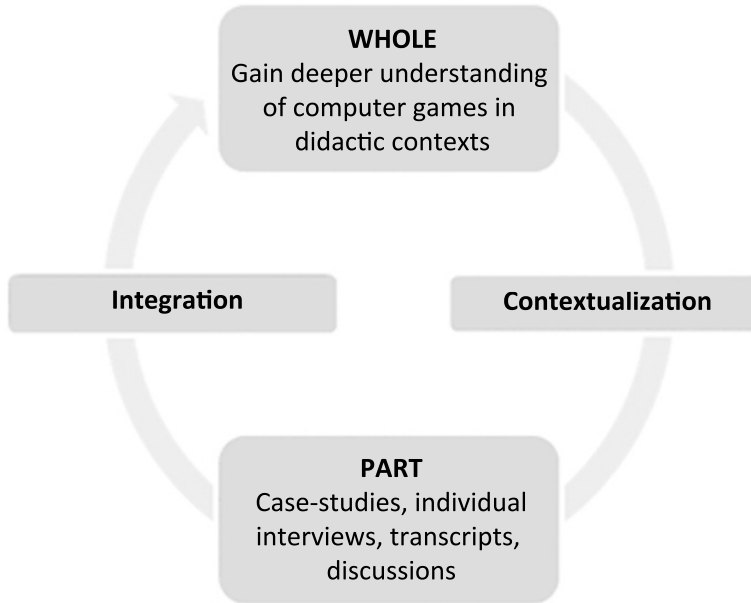 WHOLE
Gain deeper understanding
of computer games in
didactic contexts
Integration
Contextualization
PART
Case-studies, individual
interviews, transcripts,
discussions